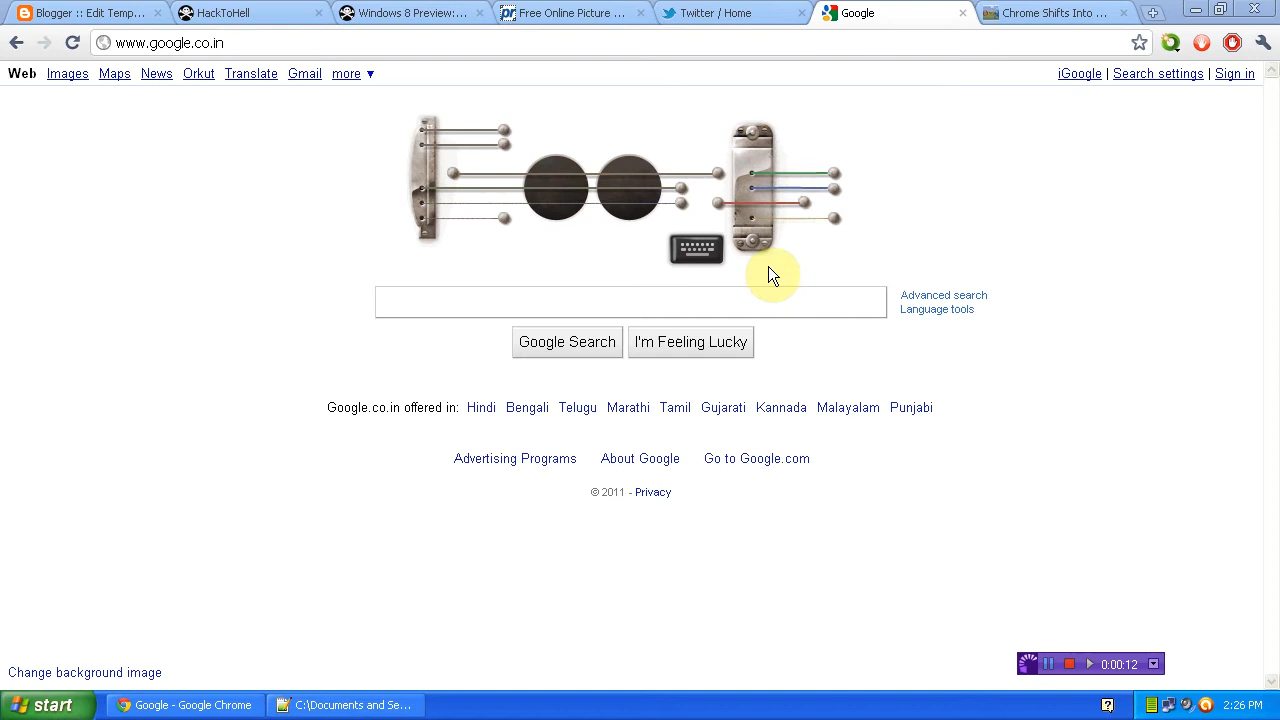 Blogger :: Edit Tem HackToHell Windows 8 Preview: Free Online Picture Twitter / Home Google Chrome Shifts Into
www.google.co.in
Web Images Maps News Orkut Translate Gmail more ▼ iGoogle | Search settings | Sign in
Advanced search
Language tools
Google Search I'm Feeling Lucky
Google.co.in offered in: Hindi Bengali Telugu Marathi Tamil Gujarati Kannada Malayalam Punjabi
Advertising Programs About Google Go to Google.com
© 2011 - Privacy
0:00:12
Change background image
start Google - Google Chrome C:\Documents and Se... 2:26 PM